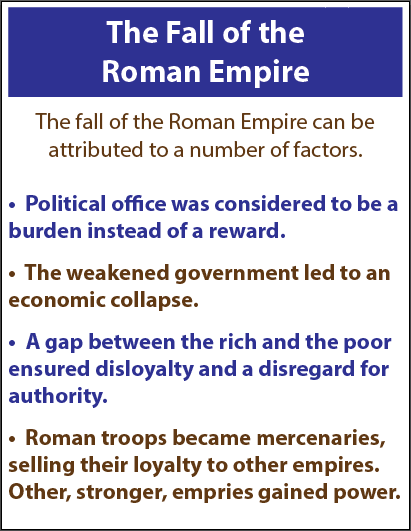 The Fall of the
Roman Empire
The fall of the Roman Empire can be
attributed to a number of factors.
• Political office was considered to be a
burden instead of a reward.
• The weakened government led to an
economic collapse.
• A gap between the rich and the poor
ensured disloyalty and a disregard for
authority.
• Roman troops became mercenaries,
selling their loyalty to other empires.
Other, stronger, empries gained power.